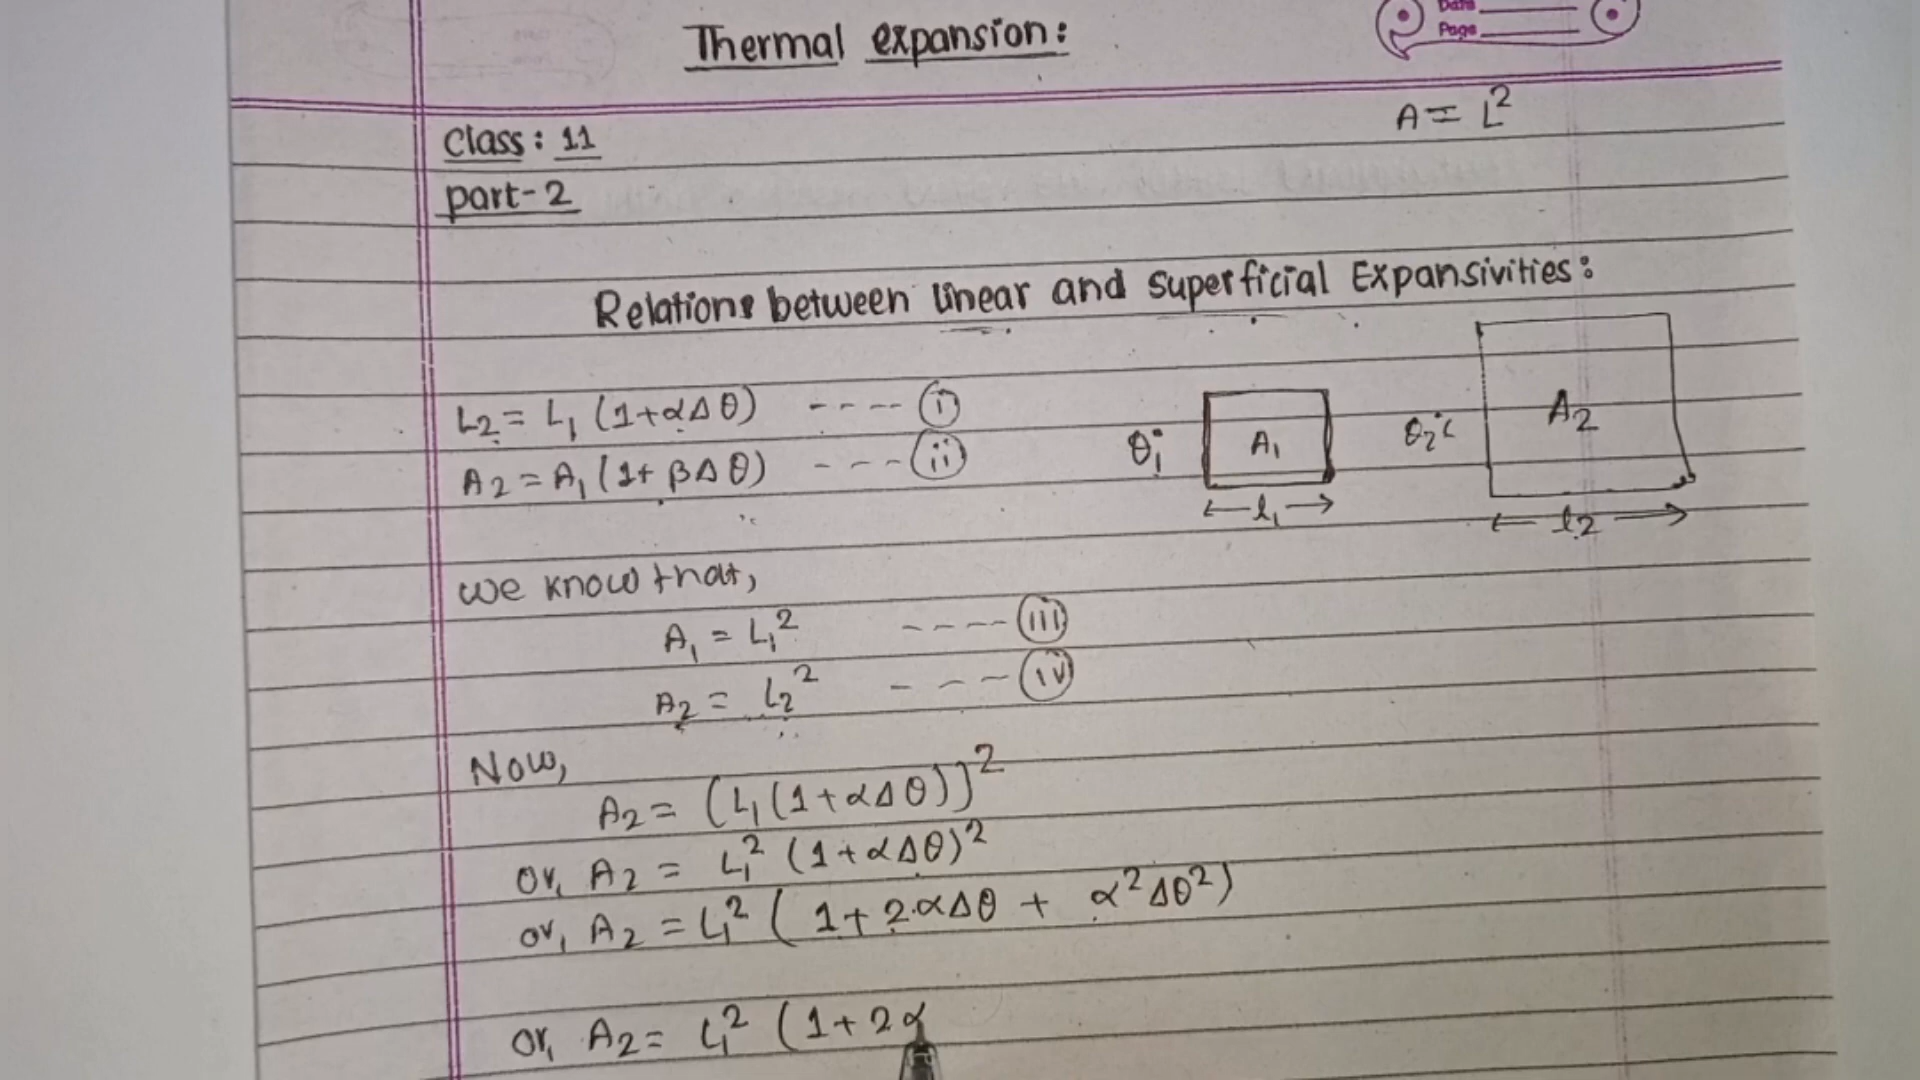 Date
Page
Thermal expansion:
A = L²
Class: 11
part-2
Relations between linear and superficial Expansivities:
L₂ = L₁ (1+αΔθ) ---- (i)
A₂ = A₁ (1+ βΔθ) --- (ii)
θ₁° A₁ θ₂°c A₂
←l₁→ ←l₂→
we know that,
A₁ = L₁² ---- (iii)
A₂ = L₂² ---- (iv)
Now,
A₂ = (L₁(1+αΔθ)]²
or, A₂ = L₁² (1+αΔθ)²
or, A₂ = L₁² ( 1+ 2.αΔθ + α²Δθ²)
or, A₂ = L₁² (1+2α